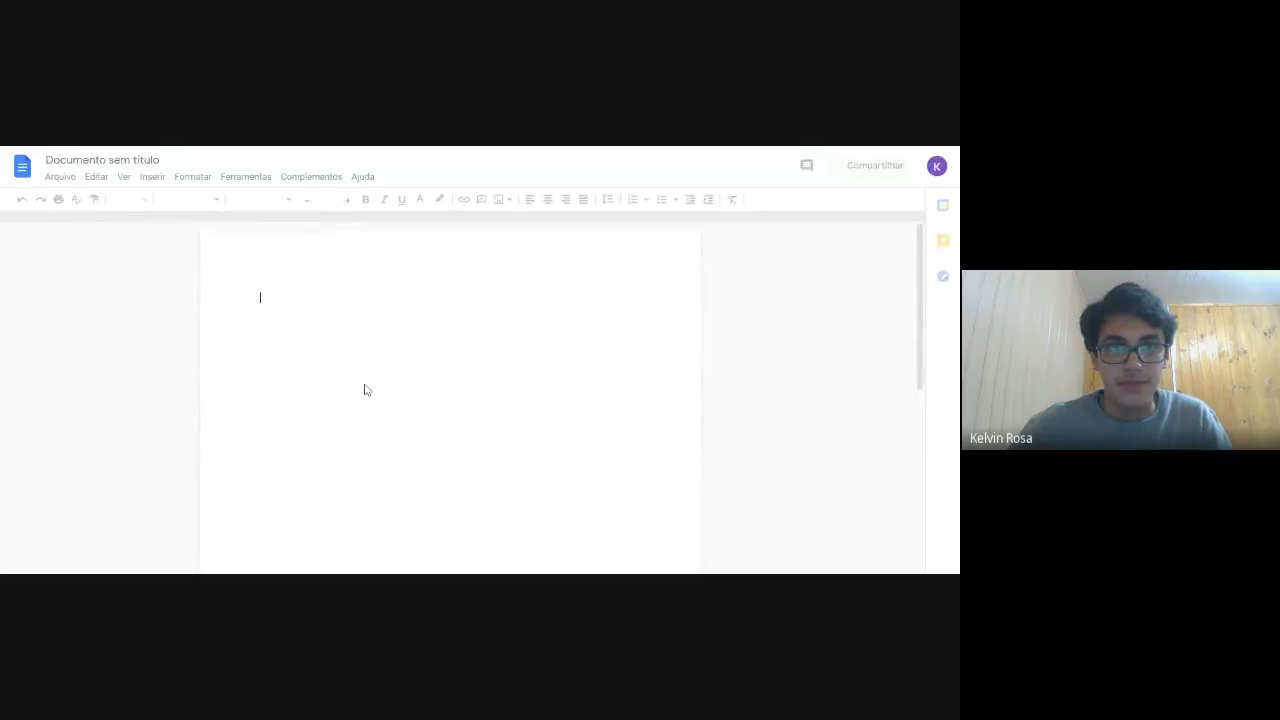 Documento sem título
Arquivo Editar Ver Inserir Formatar Ferramentas Complementos Ajuda
Compartilhar
K
Kelvin Rosa